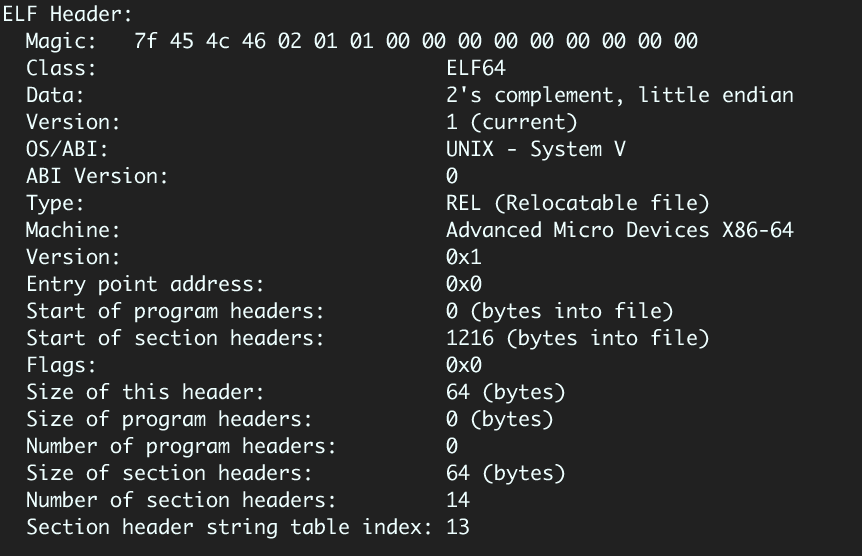 ELF Header:
  Magic:   7f 45 4c 46 02 01 01 00 00 00 00 00 00 00 00 00
  Class:                             ELF64
  Data:                              2's complement, little endian
  Version:                           1 (current)
  OS/ABI:                            UNIX - System V
  ABI Version:                       0
  Type:                              REL (Relocatable file)
  Machine:                           Advanced Micro Devices X86-64
  Version:                           0x1
  Entry point address:               0x0
  Start of program headers:          0 (bytes into file)
  Start of section headers:          1216 (bytes into file)
  Flags:                             0x0
  Size of this header:               64 (bytes)
  Size of program headers:           0 (bytes)
  Number of program headers:         0
  Size of section headers:           64 (bytes)
  Number of section headers:         14
  Section header string table index: 13